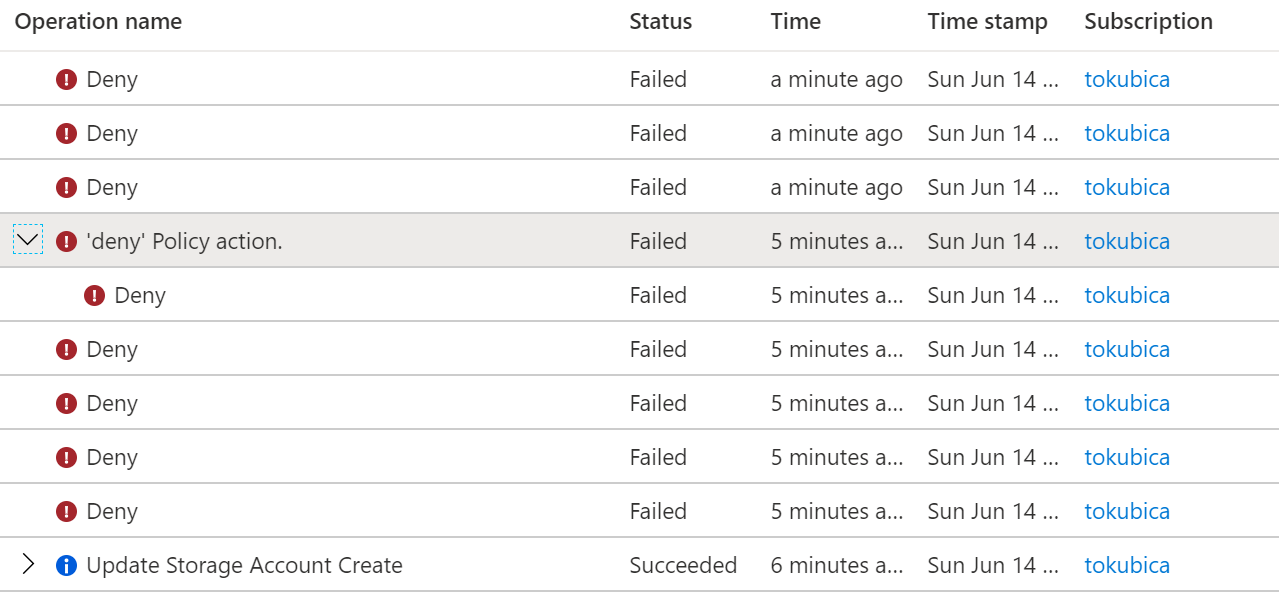 Operation name Status Time Time stamp Subscription
Deny Failed a minute ago Sun Jun 14 ... tokubica
Deny Failed a minute ago Sun Jun 14 ... tokubica
Deny Failed a minute ago Sun Jun 14 ... tokubica
'deny' Policy action. Failed 5 minutes a... Sun Jun 14 ... tokubica
Deny Failed 5 minutes a... Sun Jun 14 ... tokubica
Deny Failed 5 minutes a... Sun Jun 14 ... tokubica
Deny Failed 5 minutes a... Sun Jun 14 ... tokubica
Deny Failed 5 minutes a... Sun Jun 14 ... tokubica
Deny Failed 5 minutes a... Sun Jun 14 ... tokubica
Update Storage Account Create Succeeded 6 minutes a... Sun Jun 14 ... tokubica